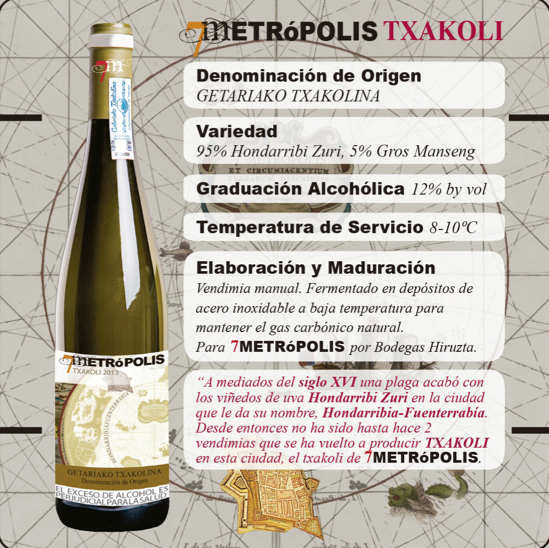 7METRóPOLIS TXAKOLI
Denominación de Origen
GETARIAKO TXAKOLINA
Variedad
95% Hondarribi Zuri, 5% Gros Manseng
ET CIRCUMIACENTIUM
Graduación Alcohólica 12% by vol
Temperatura de Servicio 8-10ºC
Elaboración y Maduración
Vendimia manual. Fermentado en depósitos de
acero inoxidable a baja temperatura para
mantener el gas carbónico natural.
Para 7METRóPOLIS por Bodegas Hiruzta.
“A mediados del siglo XVI una plaga acabó con
los viñedos de uva Hondarribi Zuri en la ciudad
que le da su nombre, Hondarribia-Fuenterrabía.
Desde entonces no ha sido hasta hace 2
vendimias que se ha vuelto a producir TXAKOLI
en esta ciudad, el txakoli de 7METRóPOLIS.
7m
7METRóPOLIS
TXAKOLI 2013
HONDARRIBIA/FUENTERRABIA
GETARIAKO TXAKOLINA
Denominación de Origen
EL EXCESO DE ALCOHOL ES
PERJUDICIAL PARA LA SALUD